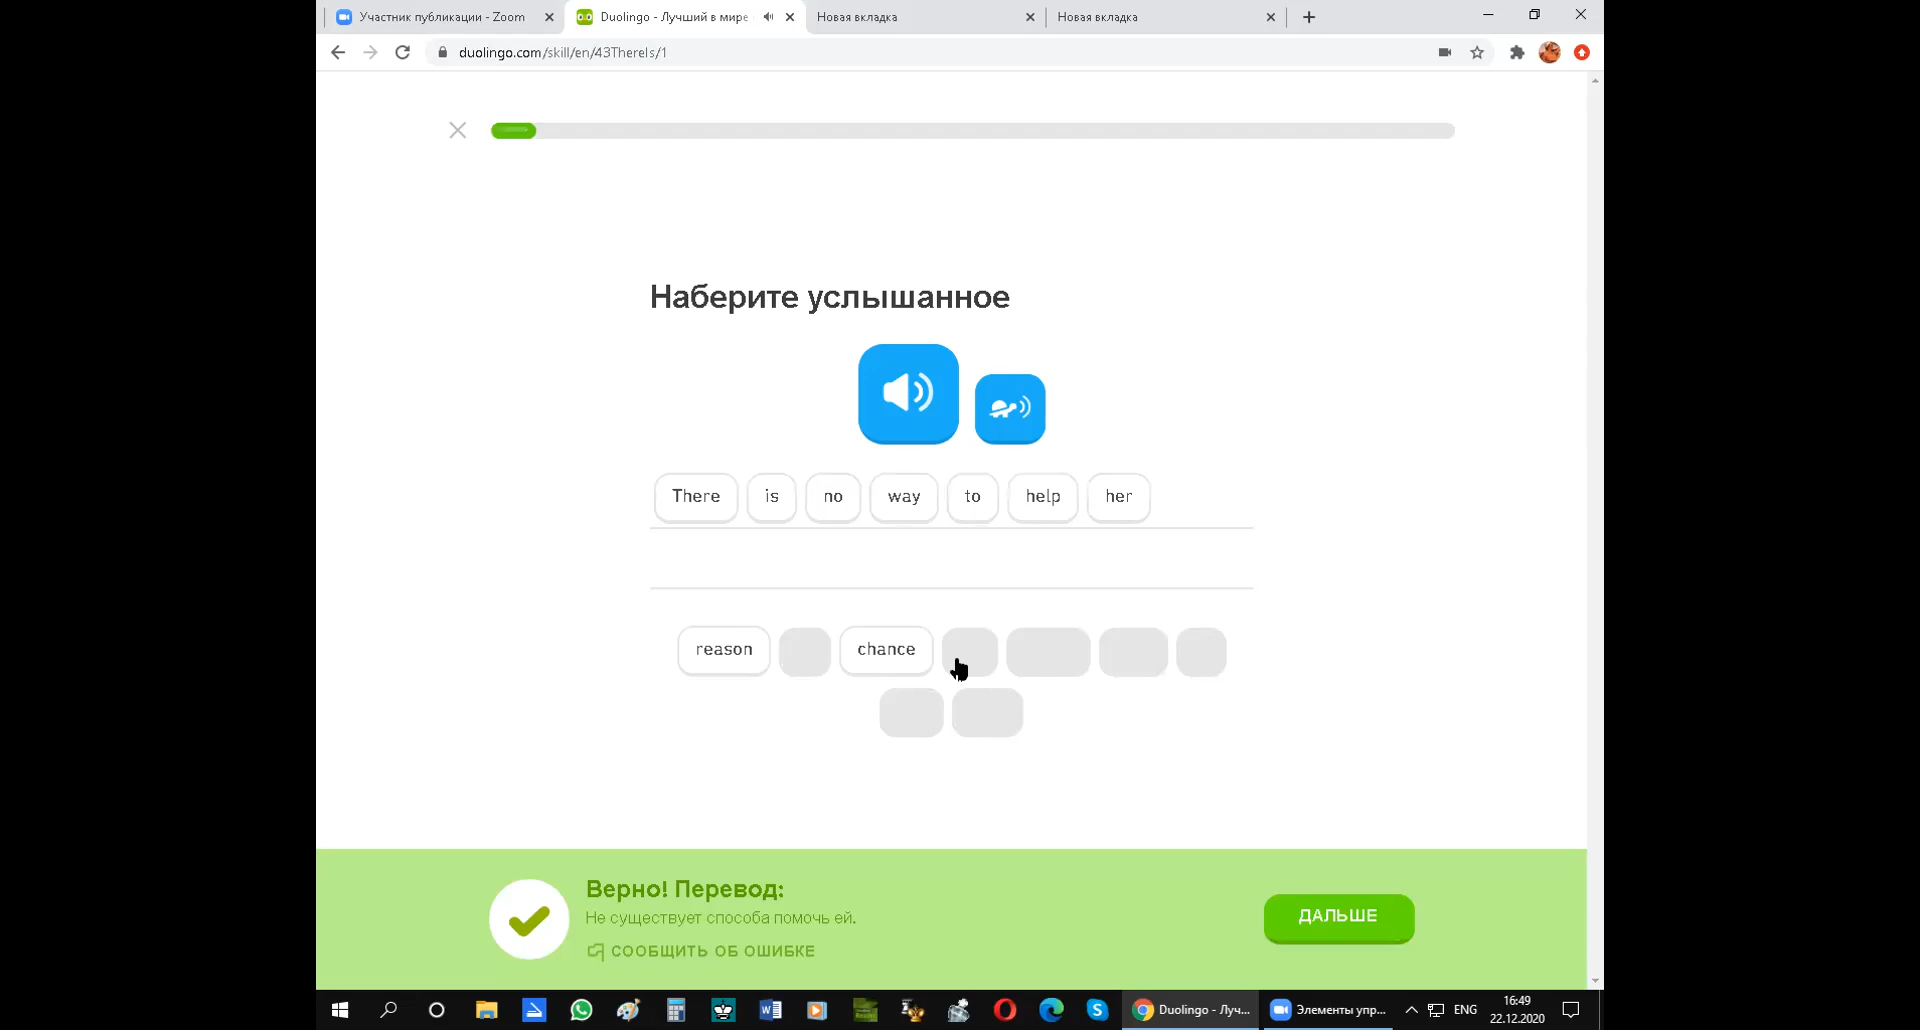 Участник публикации - Zoom
Duolingo - Лучший в мире
Новая вкладка
Новая вкладка
duolingo.com/skill/en/43ThereIs/1
Наберите услышанное
There is no way to help her
reason chance
Верно! Перевод:
Не существует способа помочь ей.
СООБЩИТЬ ОБ ОШИБКЕ
ДАЛЬШЕ
Duolingo - Луч...
Элементы упр...
ENG
16:49
22.12.2020